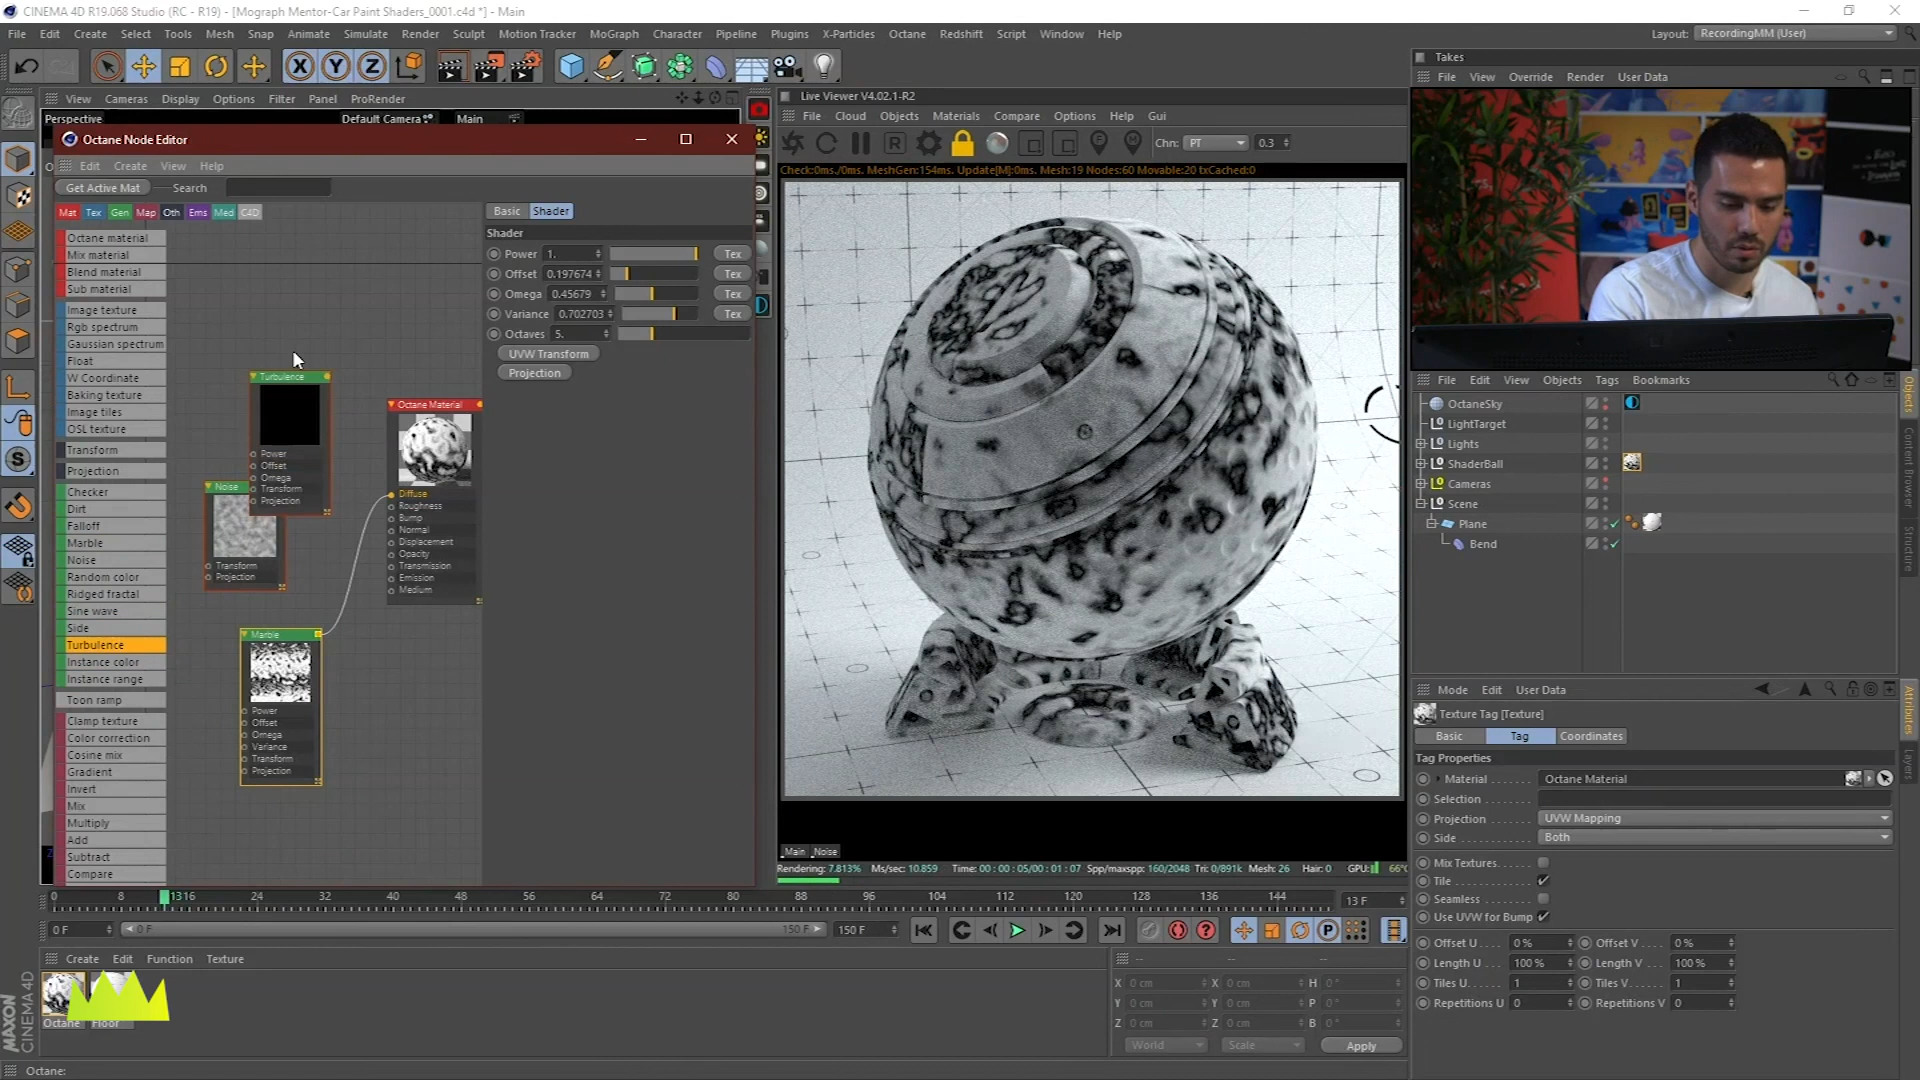 CINEMA 4D R19.068 Studio (RC - R19) - [Mograph Mentor-Car Paint Shaders_0001.c4d *] - Main
File Edit Create Select Tools Mesh Snap Animate Simulate Render Sculpt Motion Tracker MoGraph Character Pipeline Plugins X-Particles Octane Redshift Script Window Help
Layout: RecordingMM (User)
View Cameras Display Options Filter Panel ProRender
Perspective Default Camera Main
Octane Node Editor
Edit Create View Help
Get Active Mat Search
Mat Tex Gen Map Oth Ems Med C4D
Octane material
Mix material
Blend material
Sub material
Image texture
Rgb spectrum
Gaussian spectrum
Float
W Coordinate
Baking texture
Image tiles
OSL texture
Transform
Projection
Checker
Dirt
Falloff
Marble
Noise
Random color
Ridged fractal
Sine wave
Side
Turbulence
Instance color
Instance range
Toon ramp
Clamp texture
Color correction
Cosine mix
Gradient
Invert
Mix
Multiply
Add
Subtract
Compare
Turbulence
Power
Offset
Omega
Transform
Projection
Noise
Transform
Projection
Marble
Power
Offset
Omega
Variance
Transform
Projection
Octane Material
Diffuse
Roughness
Bump
Normal
Displacement
Opacity
Transmission
Emission
Medium
Basic Shader
Shader
Power 1. Tex
Offset 0.197674 Tex
Omega 0.45679 Tex
Variance 0.702703 Tex
Octaves 5.
UVW Transform
Projection
Live Viewer V4.02.1-R2
File Cloud Objects Materials Compare Options Help Gui
R F M Chn: PT 0.3
Check:0ms./0ms. MeshGen:154ms. Update[M]:0ms. Mesh:19 Nodes:60 Movable:20 txCached:0
Main Noise
Rendering: 7.813% Ms/sec: 10.859 Time: 00 : 00 : 05/00 : 01 : 07 Spp/maxspp: 160/2048 Tri: 0/891k Mesh: 26 Hair: 0 GPU: 66°C
Takes
File View Override Render User Data
File Edit View Objects Tags Bookmarks
OctaneSky
LightTarget
Lights
ShaderBall
Cameras
Scene
Plane
Bend
Objects
Content Browser
Structure
Mode Edit User Data
Texture Tag [Texture]
Basic Tag Coordinates
Tag Properties
Material Octane Material
Selection
Projection UVW Mapping
Side Both
Mix Textures
Tile
Seamless
Use UVW for Bump
Offset U 0 % Offset V 0 %
Length U 100 % Length V 100 %
Tiles U 1 Tiles V 1
Repetitions U 0 Repetitions V 0
Attributes
Layers
0 8 1316 24 32 40 48 56 64 72 80 88 96 104 112 120 128 136 144 13 F
0 F 0 F 150 F 150 F
Create Edit Function Texture
Octane Floor
-- -- --
X 0 cm X 0 cm H 0 °
Y 0 cm Y 0 cm P 0 °
Z 0 cm Z 0 cm B 0 °
World Scale Apply
MAXON
CINEMA 4D
Octane: